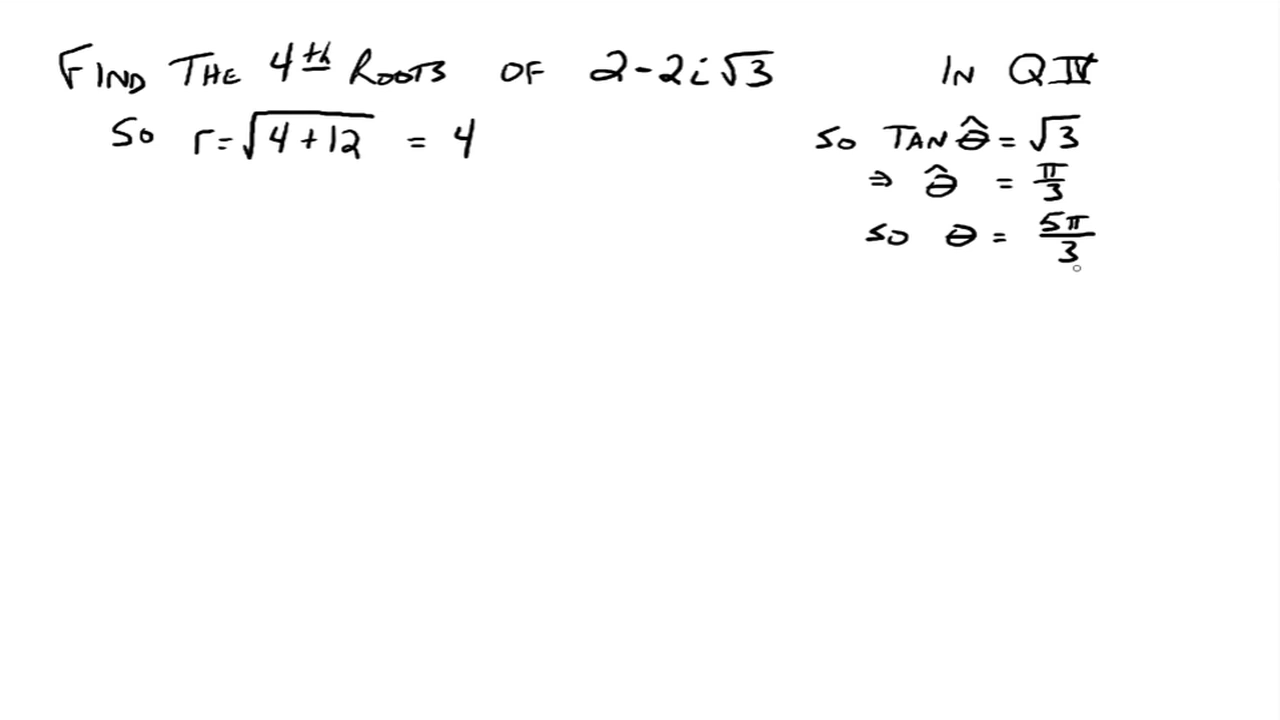 FIND THE 4th ROOTS OF 2-2i√3 IN QIV
SO r=√4+12 = 4
SO TAN θ̂ = √3
⇒ θ̂ = π/3
SO θ = 5π/3